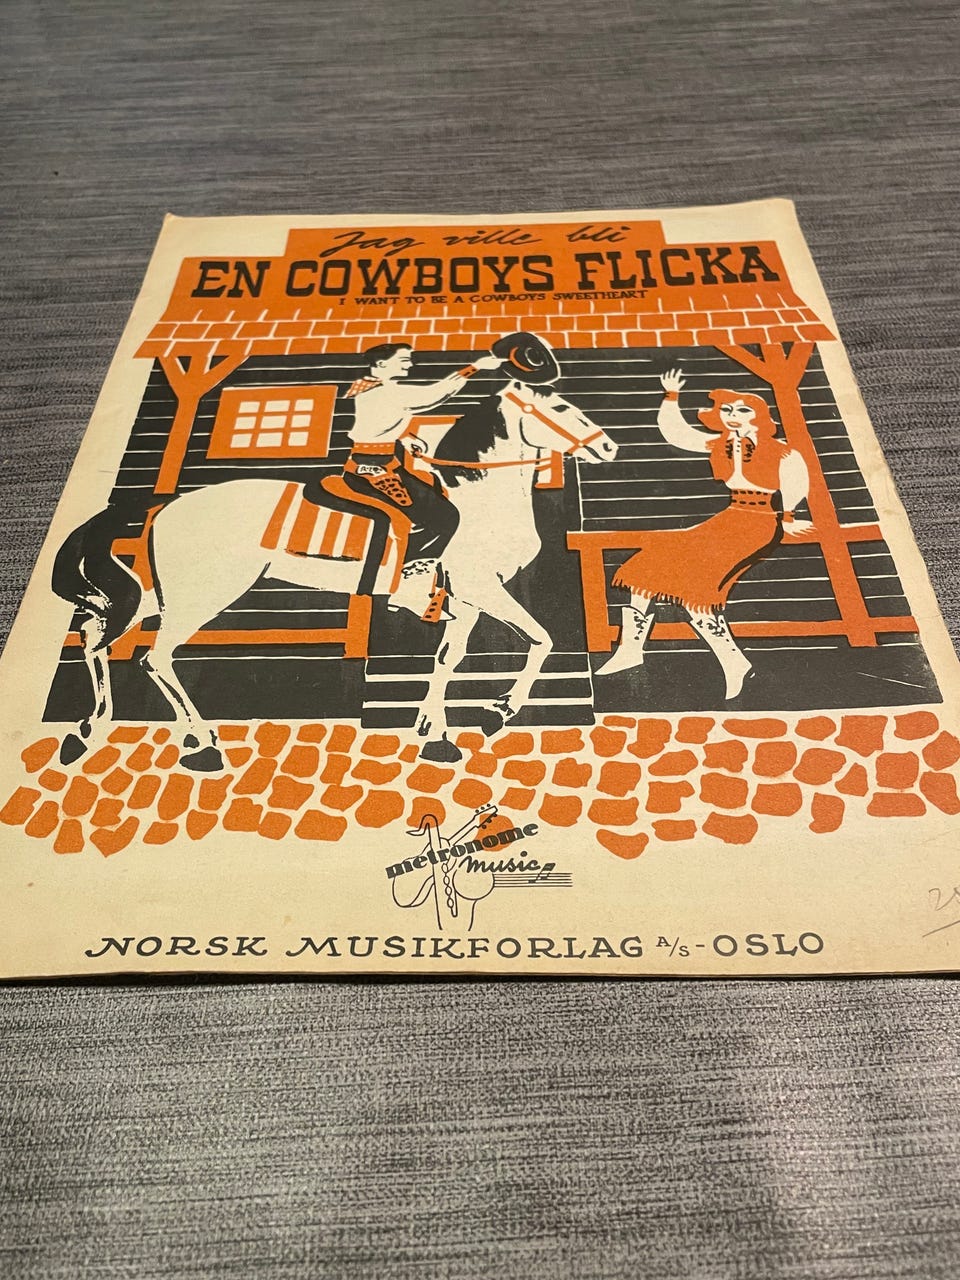 Jag ville bli
EN COWBOYS FLICKA
I WANT TO BE A COWBOYS SWEETHEART
metronome
music
NORSK MUSIKFORLAG A/S - OSLO